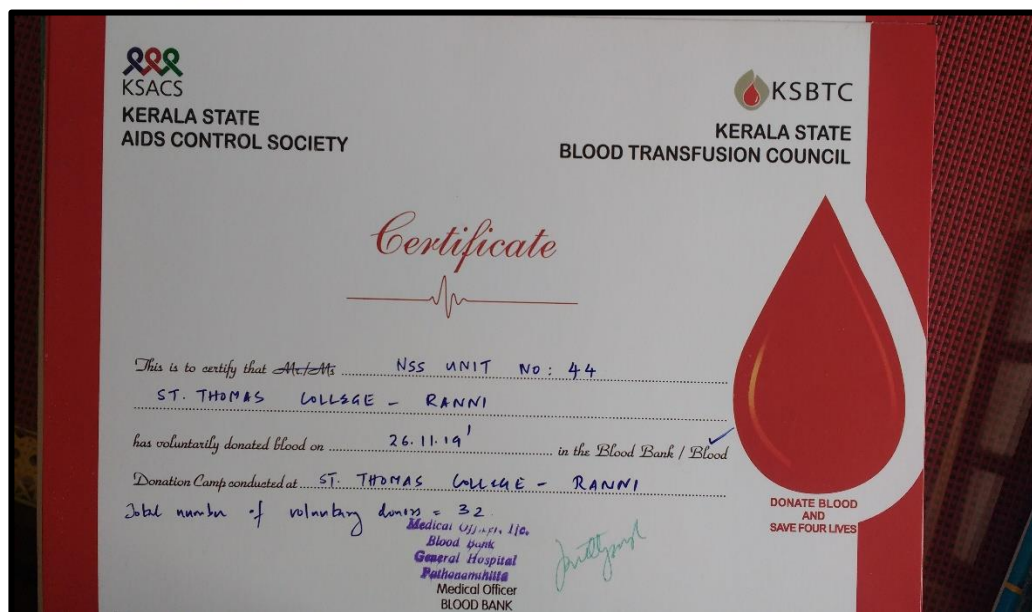 KSACS
KERALA STATE
AIDS CONTROL SOCIETY
KSBTC
KERALA STATE
BLOOD TRANSFUSION COUNCIL
Certificate
This is to certify that Mr/Ms NSS UNIT NO: 44
ST. THOMAS COLLEGE - RANNI
has voluntarily donated blood on 26.11.19' in the Blood Bank / Blood
Donation Camp conducted at ST. THOMAS COLLEGE - RANNI
Total number of voluntary donors = 32
DONATE BLOOD
AND
SAVE FOUR LIVES
Medical Officer, I/c.
Blood Bank
General Hospital
Pathanamthitta
Medical Officer
BLOOD BANK